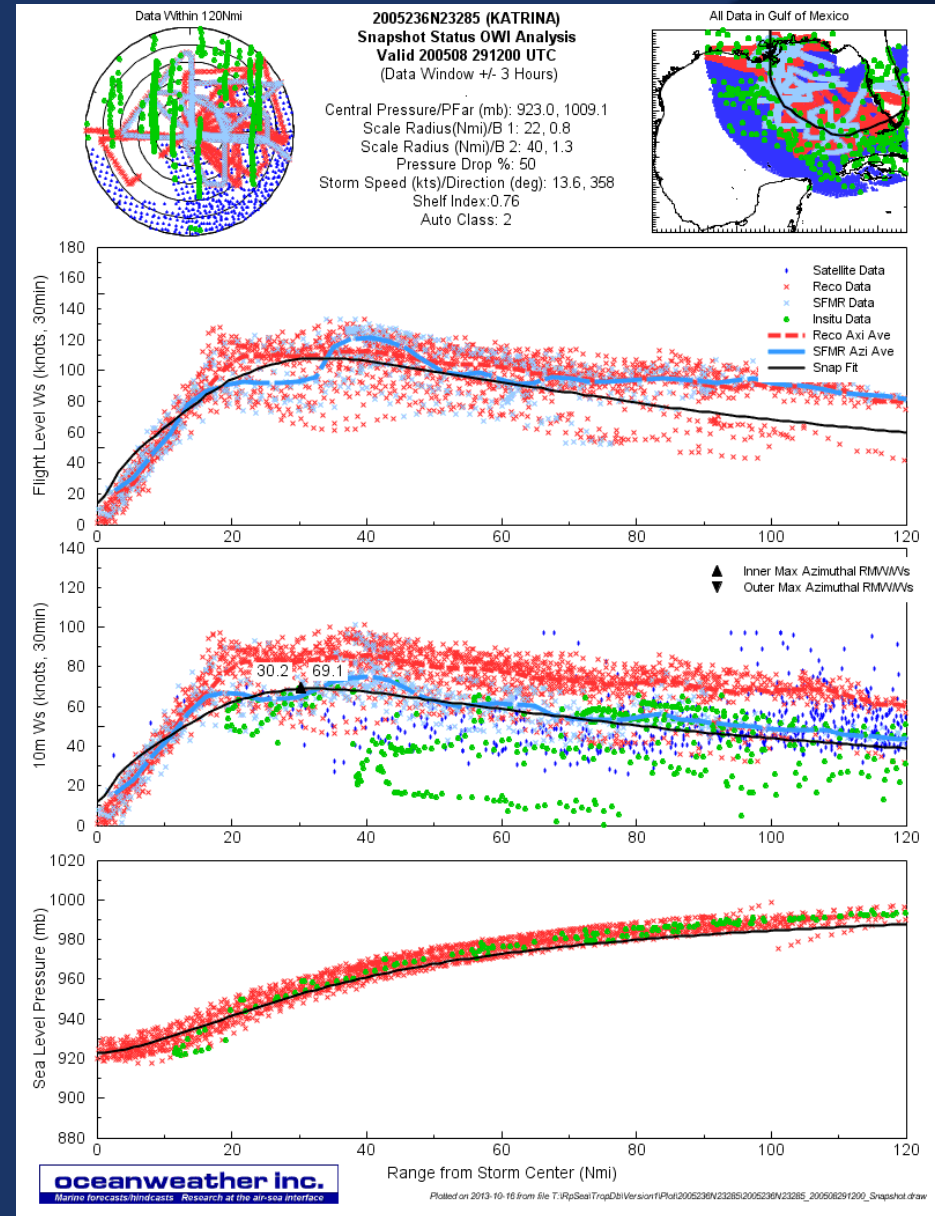 Data Within 120Nmi
2005236N23285 (KATRINA)
Snapshot Status OWI Analysis
Valid 200508 291200 UTC
(Data Window +/- 3 Hours)
.
Central Pressure/PFar (mb): 923.0, 1009.1
Scale Radius(Nmi)/B 1: 22, 0.8
Scale Radius (Nmi)/B 2: 40, 1.3
Pressure Drop %: 50
Storm Speed (kts)/Direction (deg): 13.6, 358
Shelf Index:0.76
Auto Class: 2
All Data in Gulf of Mexico
Flight Level Ws (knots, 30min)
180
160
140
120
100
80
60
40
20
0
Satellite Data
Reco Data
SFMR Data
Insitu Data
Reco Axi Ave
SFMR Azi Ave
Snap Fit
0 20 40 60 80 100 120
10m Ws (knots, 30min)
140
120
100
80
60
40
20
0
Inner Max Azimuthal RMW/Ws
Outer Max Azimuthal RMW/Ws
30.2 69.1
0 20 40 60 80 100 120
Sea Level Pressure (mb)
1020
1000
980
960
940
920
900
880
0 20 40 60 80 100 120
Range from Storm Center (Nmi)
oceanweather inc.
Marine forecasts/hindcasts Research at the air-sea interface
Plotted on 2013-10-16 from file T:\RpSea\TropDb\Version1\Plot\2005236N23285\2005236N23285_200508291200_Snapshot.draw